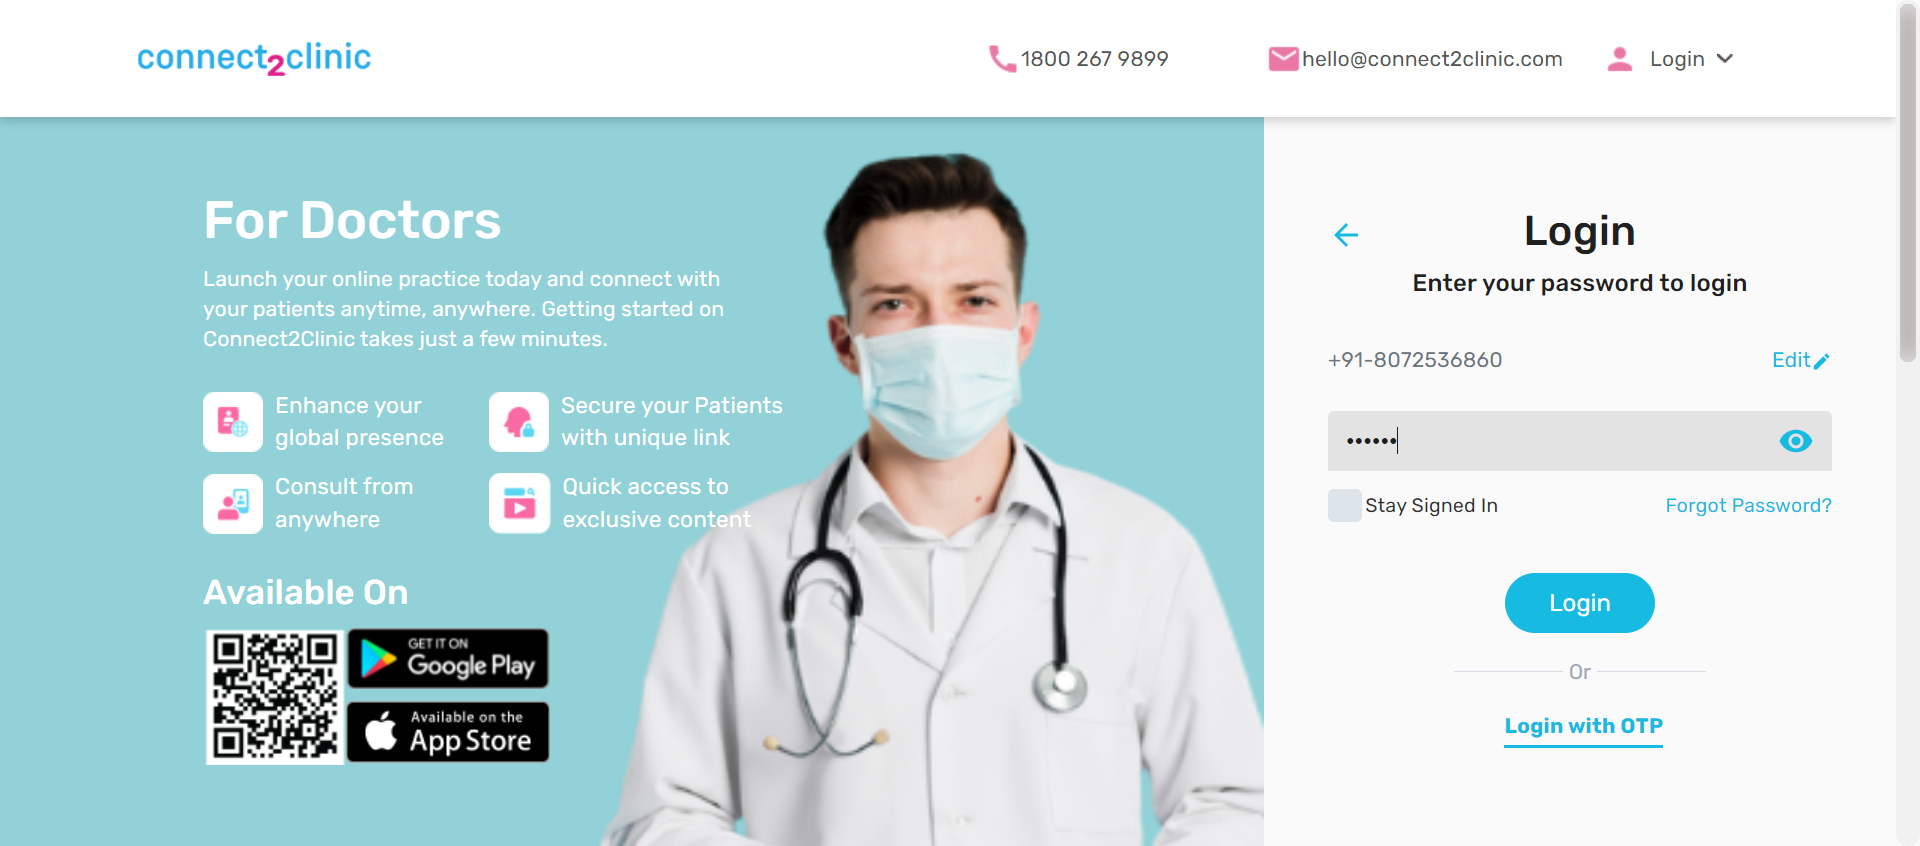 connect2clinic
1800 267 9899
hello@connect2clinic.com
Login
For Doctors
Launch your online practice today and connect with
your patients anytime, anywhere. Getting started on
Connect2Clinic takes just a few minutes.
Enhance your
global presence
Secure your Patients
with unique link
Consult from
anywhere
Quick access to
exclusive content
Available On
GET IT ON
Google Play
Available on the
App Store
Login
Enter your password to login
+91-8072536860
Edit
••••••
Stay Signed In
Forgot Password?
Login
Or
Login with OTP